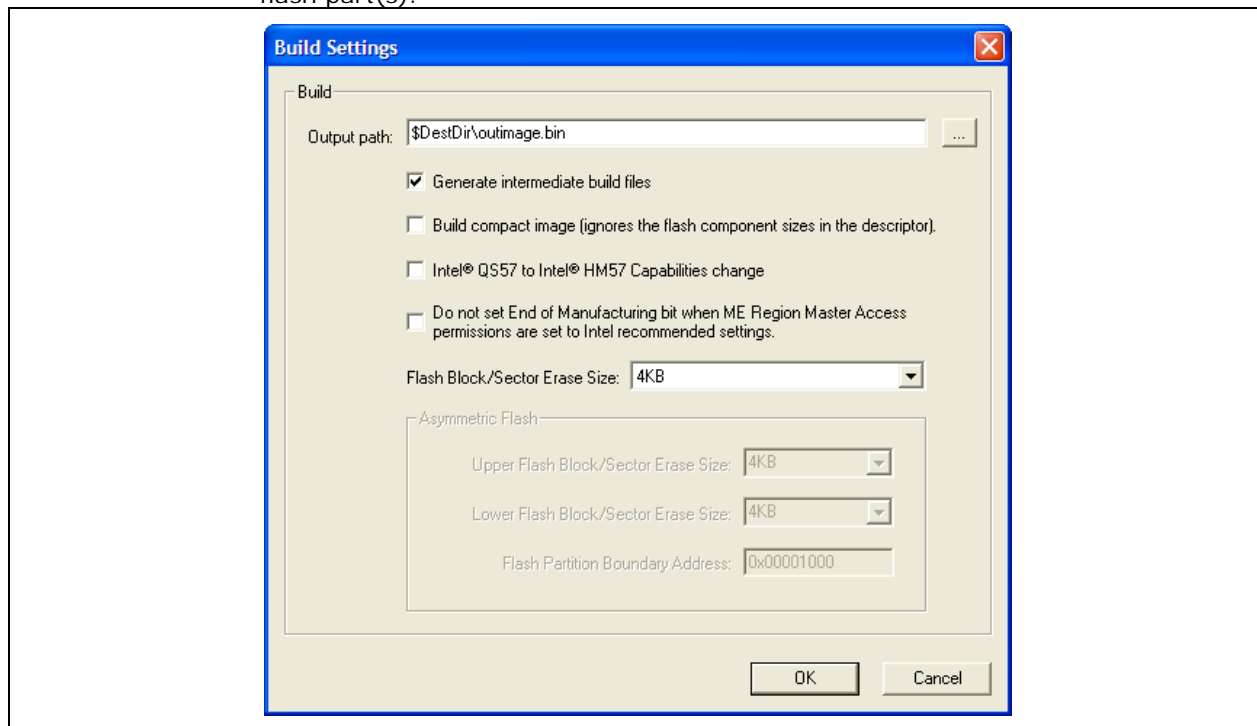 flash part(s).
Build Settings
Build
Output path: $DestDir\outimage.bin ...
Generate intermediate build files
Build compact image (ignores the flash component sizes in the descriptor).
Intel® QS57 to Intel® HM57 Capabilities change
Do not set End of Manufacturing bit when ME Region Master Access
permissions are set to Intel recommended settings.
Flash Block/Sector Erase Size: 4KB
Asymmetric Flash
Upper Flash Block/Sector Erase Size: 4KB
Lower Flash Block/Sector Erase Size: 4KB
Flash Partition Boundary Address: 0x00001000
OK Cancel